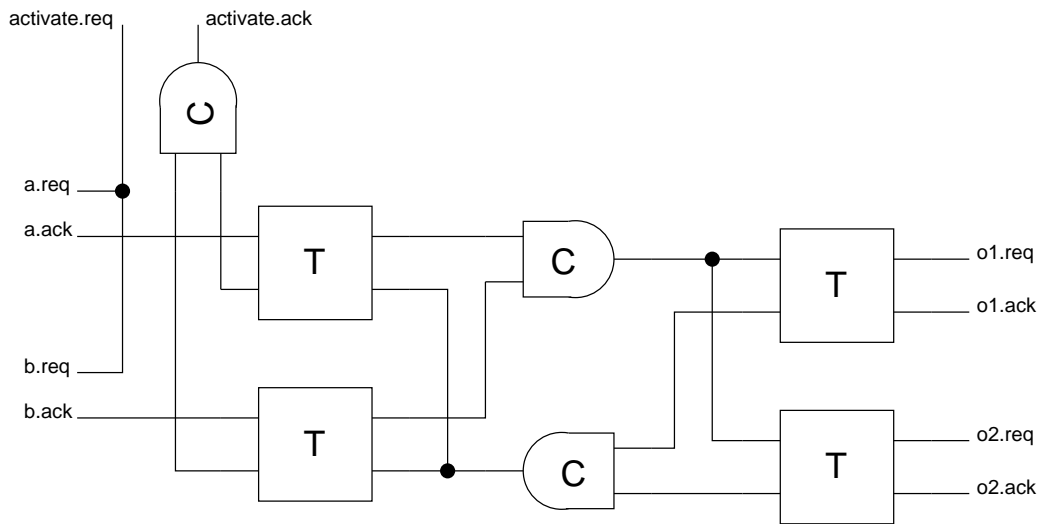 activate.req
activate.ack
C
a.req
a.ack
T
C
T
o1.req
o1.ack
b.req
b.ack
T
C
T
o2.req
o2.ack